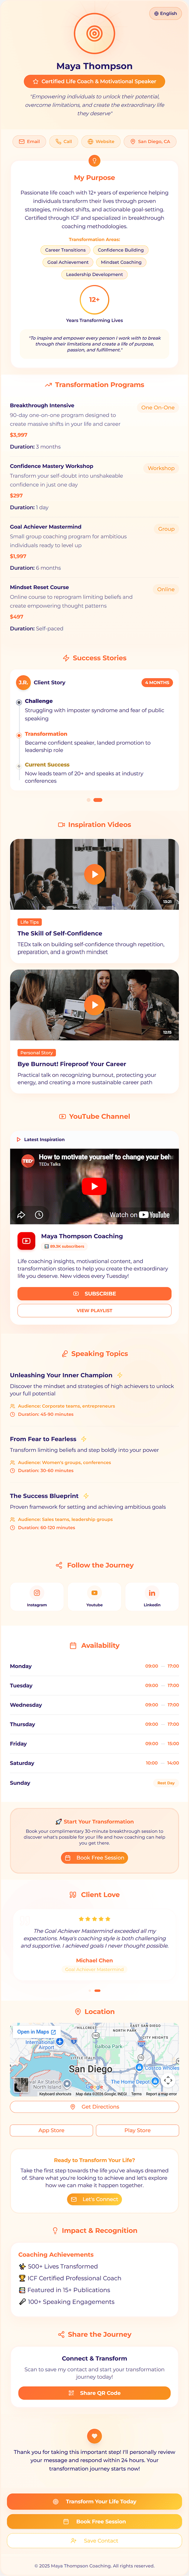 English
Maya Thompson
Certified Life Coach & Motivational Speaker
"Empowering individuals to unlock their potential,
overcome limitations, and create the extraordinary life
they deserve"
Email
Call
Website
San Diego, CA
My Purpose
Passionate life coach with 12+ years of experience helping
individuals transform their lives through proven
strategies, mindset shifts, and actionable goal-setting.
Certified through ICF and specialized in breakthrough
coaching methodologies.
Transformation Areas:
Career Transitions
Confidence Building
Goal Achievement
Mindset Coaching
Leadership Development
12+
Years Transforming Lives
"To inspire and empower every person I work with to break
through their limitations and create a life of purpose,
passion, and fulfillment."
Transformation Programs
Breakthrough Intensive
One-On-One
90-day one-on-one program designed to
create massive shifts in your life and career
$3,997
Duration: 3 months
Confidence Mastery Workshop
Workshop
Transform your self-doubt into unshakeable
confidence in just one day
$297
Duration: 1 day
Goal Achiever Mastermind
Group
Small group coaching program for ambitious
individuals ready to level up
$1,997
Duration: 6 months
Mindset Reset Course
Online
Online course to reprogram limiting beliefs and
create empowering thought patterns
$497
Duration: Self-paced
Success Stories
Client Story
Challenge
Struggling with imposter syndrome and fear of public
speaking
Transformation
Became confident speaker, landed promotion to
leadership role
Current Success
Now leads team of 20+ and speaks at industry
conferences
Inspiration Videos
Life Tips
The Skill of Self-Confidence
TEDx talk on building self-confidence through repetition,
preparation, and a growth mindset
Personal Story
Bye Burnout! Fireproof Your Career
Practical talk on recognizing burnout, protecting your
energy, and creating a more sustainable career path
YouTube Channel
Latest Inspiration
How to motivate yourself to change your beh
TEDx Talks
Watch on YouTube
Maya Thompson Coaching
Life coaching insights, motivational content, and
transformation stories to help you create the extraordinary
life you deserve. New videos every Tuesday!
SUBSCRIBE
VIEW PLAYLIST
Speaking Topics
Unleashing Your Inner Champion
Discover the mindset and strategies of high achievers to unlock
your full potential
Audience: Corporate teams, entrepreneurs
Duration: 45-90 minutes
From Fear to Fearless
Transform limiting beliefs and step boldly into your power
Audience: Women's groups, conferences
Duration: 30-60 minutes
The Success Blueprint
Proven framework for setting and achieving ambitious goals
Audience: Sales teams, leadership groups
Duration: 60-120 minutes
Follow the Journey
Instagram
Youtube
Linkedin
Availability
Monday 09:00 - 17:00
Tuesday 09:00 - 17:00
Wednesday 09:00 - 17:00
Thursday 09:00 - 17:00
Friday 09:00 - 15:00
Saturday 10:00 - 14:00
Sunday Rest Day
Start Your Transformation
Book your complimentary 30-minute breakthrough session to
discover what's possible for your life and how coaching can help
you get there.
Book Free Session
Client Love
The Goal Achiever Mastermind exceeded all my
expectations. Maya's coaching style is both challenging
and supportive. I achieved goals I never thought possible.
Michael Chen
Goal Achiever Mastermind
Location
Open in Maps
San Diego
Get Directions
App Store
Play Store
Ready to Transform Your Life?
Take the first step towards the life you've always dreamed
of. Share what you're looking to achieve and let's explore
how we can make it happen together.
Let's Connect
Impact & Recognition
Coaching Achievements
500+ Lives Transformed
ICF Certified Professional Coach
Featured in 15+ Publications
100+ Speaking Engagements
Share the Journey
Connect & Transform
Scan to save my contact and start your transformation
journey today!
Share QR Code
Thank you for taking this important step! I'll personally review
your message and respond within 24 hours. Your
transformation journey starts now!
Transform Your Life Today
Book Free Session
Save Contact
© 2025 Maya Thompson Coaching. All rights reserved.